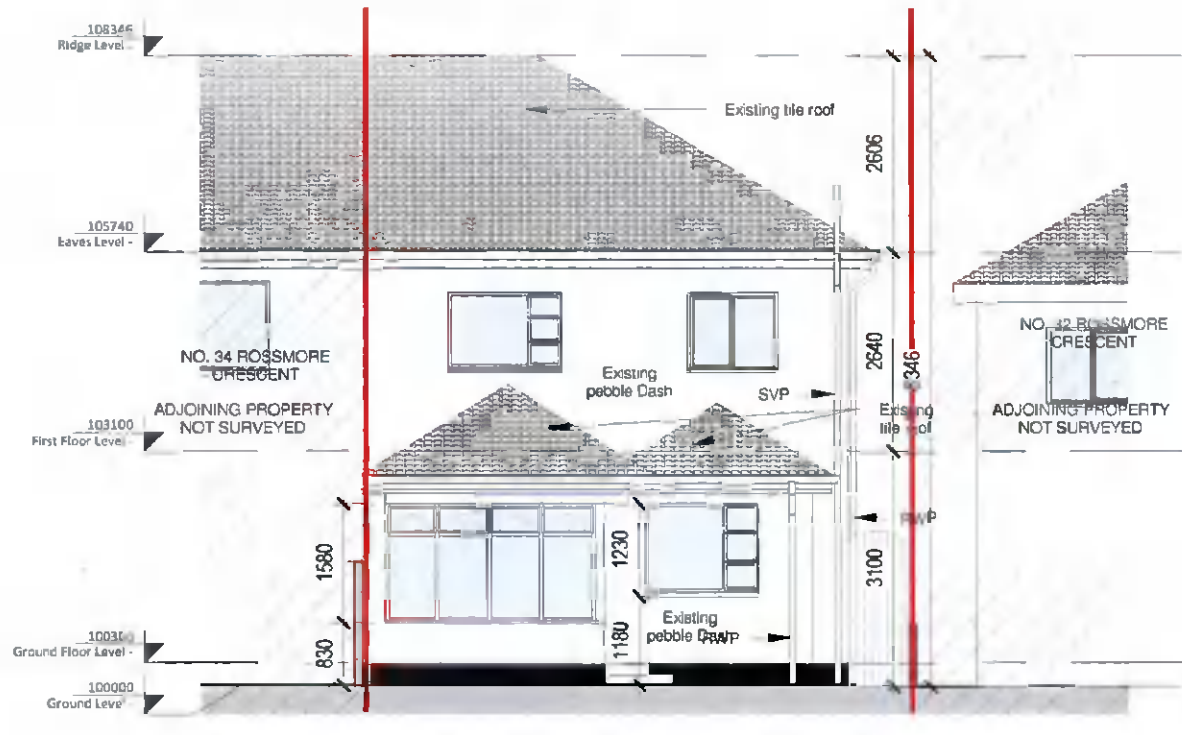 108346
Ridge Level -
Existing tile roof
2606
105740
Eaves Level -
NO. 34 ROSSMORE
CRESCENT
ADJOINING PROPERTY
NOT SURVEYED
Existing
pebble Dash
SVP
2640
346
Existing
tile roof
NO. 32 ROSSMORE
CRESCENT
ADJOINING PROPERTY
NOT SURVEYED
103100
First Floor Level -
RWP
1580
1230
3100
Existing
pebble Dash
RWP
830
1180
Ground Floor Level -
100000
Ground Level